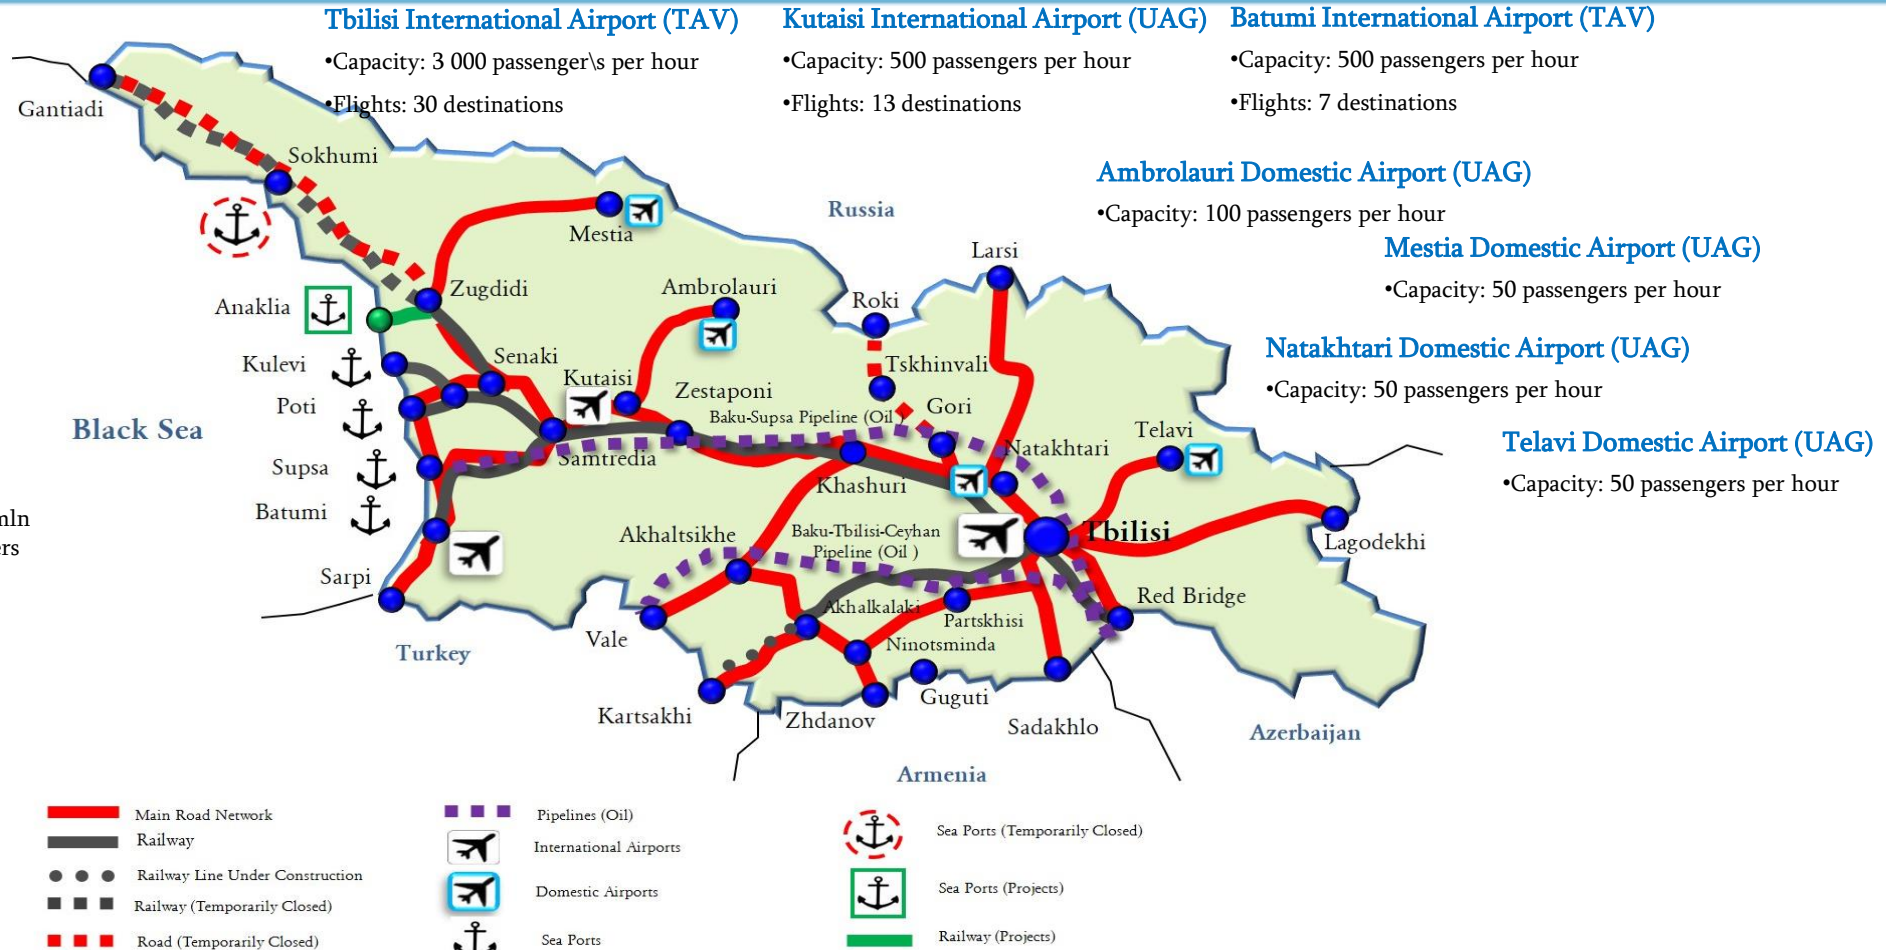 Tbilisi International Airport (TAV)
•Capacity: 3 000 passenger\s per hour
•Flights: 30 destinations
Kutaisi International Airport (UAG)
•Capacity: 500 passengers per hour
•Flights: 13 destinations
Batumi International Airport (TAV)
•Capacity: 500 passengers per hour
•Flights: 7 destinations
Ambrolauri Domestic Airport (UAG)
•Capacity: 100 passengers per hour
Mestia Domestic Airport (UAG)
•Capacity: 50 passengers per hour
Natakhtari Domestic Airport (UAG)
•Capacity: 50 passengers per hour
Telavi Domestic Airport (UAG)
•Capacity: 50 passengers per hour
Gantiadi
Sokhumi
Mestia
Russia
Larsi
Zugdidi
Ambrolauri
Roki
Anaklia
Senaki
Tskhinvali
Kulevi
Kutaisi
Zestaponi
Poti
Baku-Supsa Pipeline (Oil )
Gori
Black Sea
Natakhtari
Telavi
Supsa
Samtredia
Khashuri
Batumi
mln
ers
Akhaltsikhe
Baku-Tbilisi-Ceyhan
Pipeline (Oil )
Tbilisi
Lagodekhi
Sarpi
Akhalkalaki
Partskhisi
Red Bridge
Vale
Turkey
Ninotsminda
Guguti
Kartsakhi
Zhdanov
Sadakhlo
Azerbaijan
Armenia
Main Road Network
Railway
Railway Line Under Construction
Railway (Temporarily Closed)
Road (Temporarily Closed)
Pipelines (Oil)
International Airports
Domestic Airports
Sea Ports
Sea Ports (Temporarily Closed)
Sea Ports (Projects)
Railway (Projects)